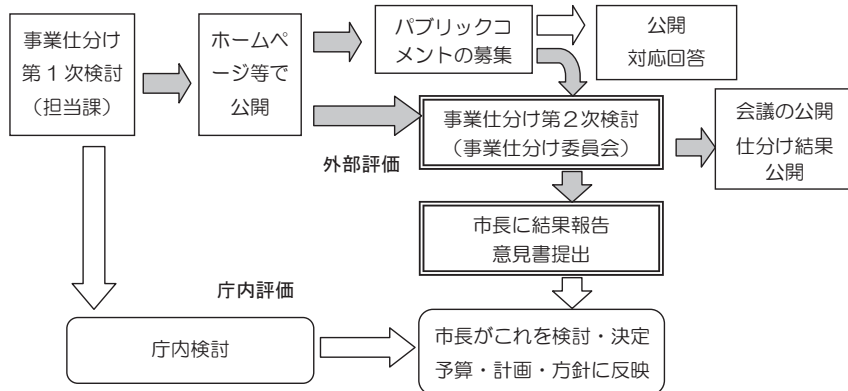 事業仕分け
第１次検討
（担当課）
ホームペ
ージ等で
公開
パブリックコ
メントの募集
公開
対応回答
事業仕分け第２次検討
（事業仕分け委員会）
会議の公開
仕分け結果
公開
外部評価
市長に結果報告
意見書提出
庁内評価
庁内検討
市長がこれを検討・決定
予算・計画・方針に反映